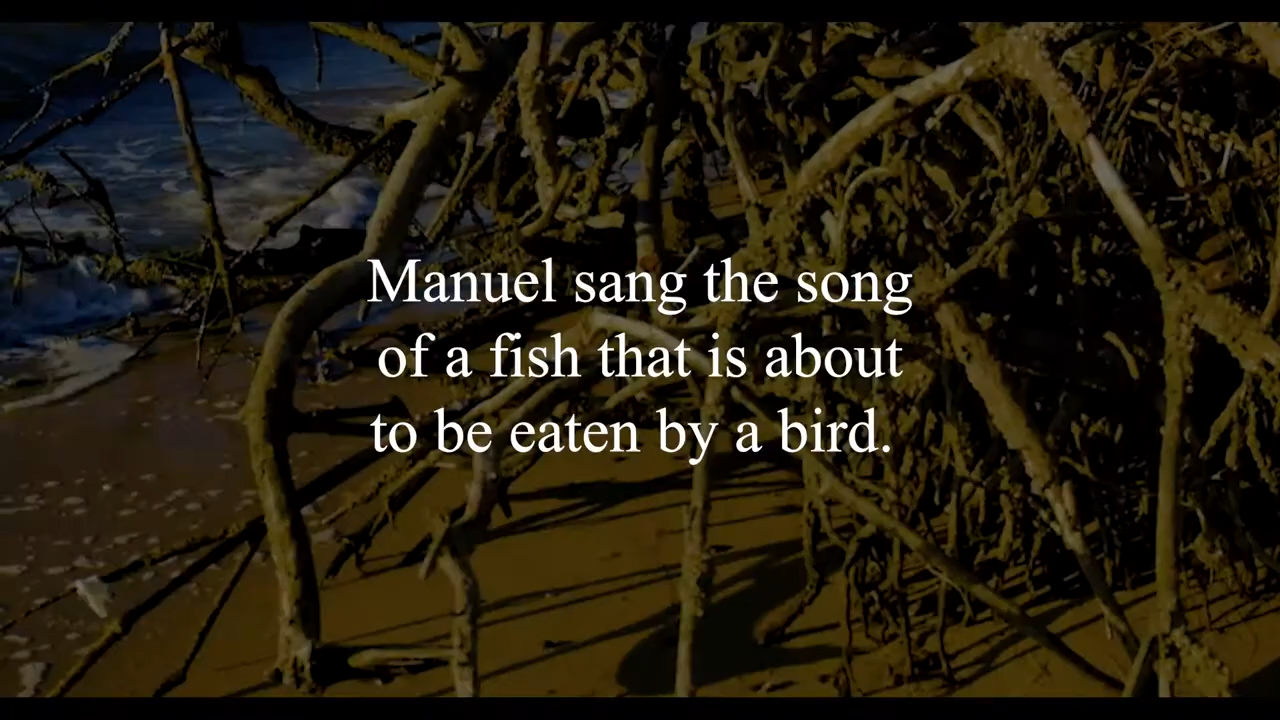 Manuel sang the song
of a fish that is about
to be eaten by a bird.